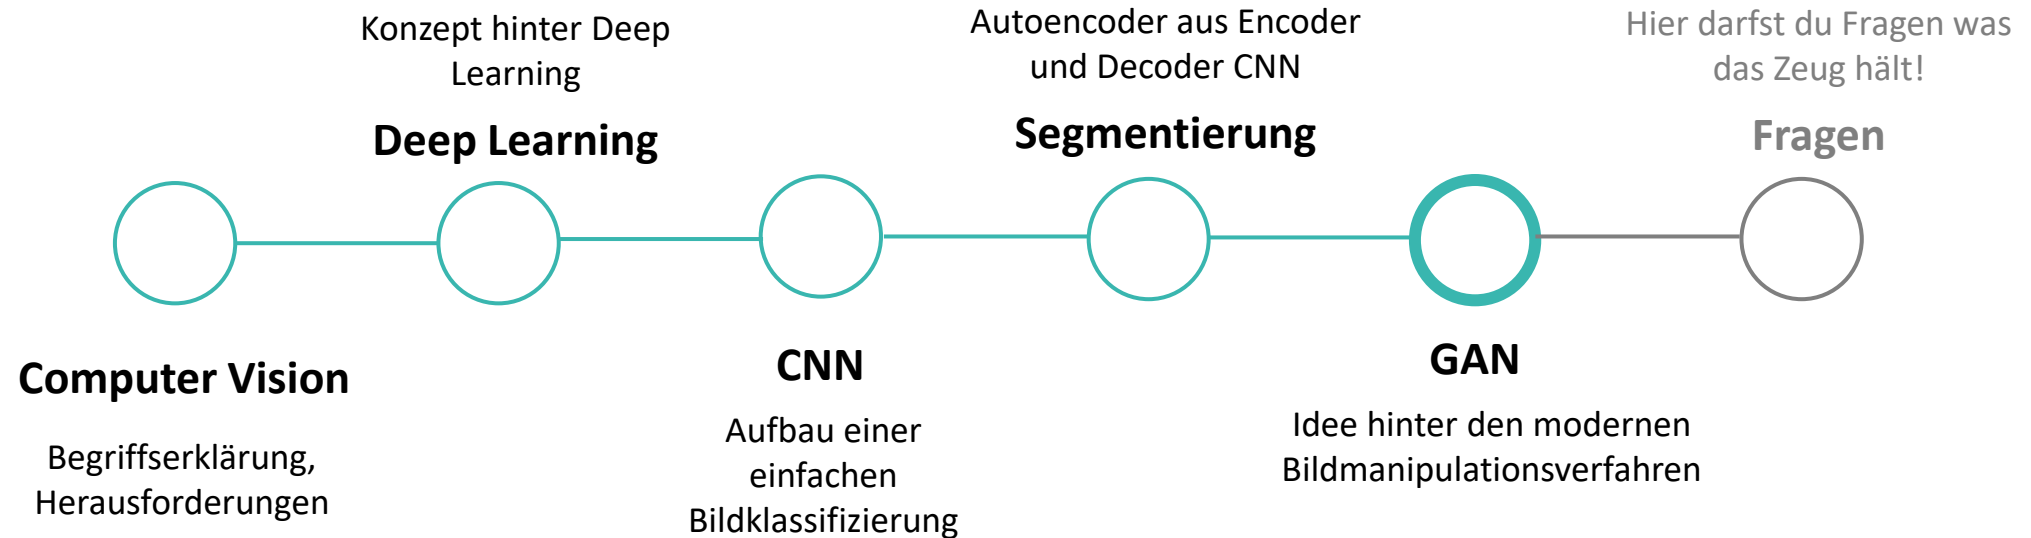 Konzept hinter Deep
Learning
Deep Learning
Autoencoder aus Encoder
und Decoder CNN
Segmentierung
Hier darfst du Fragen was
das Zeug hält!
Fragen
Computer Vision
Begriffserklärung,
Herausforderungen
CNN
Aufbau einer
einfachen
Bildklassifizierung
GAN
Idee hinter den modernen
Bildmanipulationsverfahren